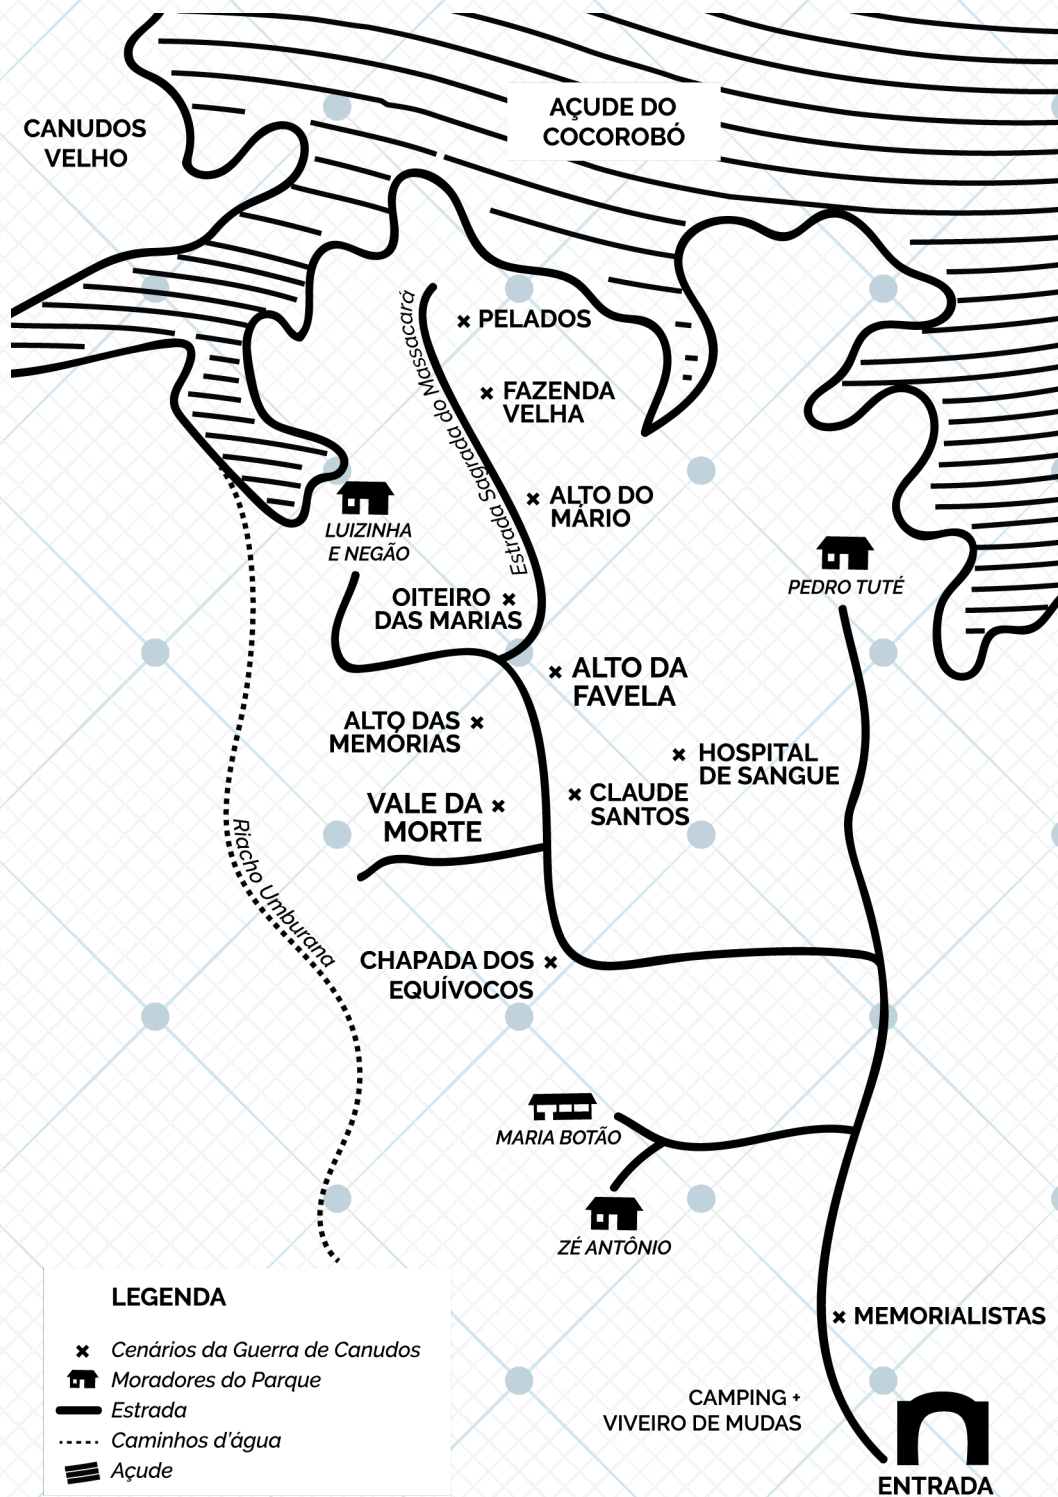 CANUDOS
VELHO
AÇUDE DO
COCOROBÓ
Estrada Sagrada do Massacará
PELADOS
FAZENDA
VELHA
ALTO DO
MÁRIO
LUIZINHA
E NEGÃO
PEDRO TUTÉ
OITEIRO
DAS MARIAS
ALTO DA
FAVELA
ALTO DAS
MEMÓRIAS
HOSPITAL
DE SANGUE
CLAUDE
SANTOS
VALE DA
MORTE
Riacho Umburana
CHAPADA DOS
EQUÍVOCOS
MARIA BOTÃO
ZÉ ANTÔNIO
MEMORIALISTAS
CAMPING +
VIVEIRO DE MUDAS
ENTRADA
LEGENDA
Cenários da Guerra de Canudos
Moradores do Parque
Estrada
Caminhos d'água
Açude